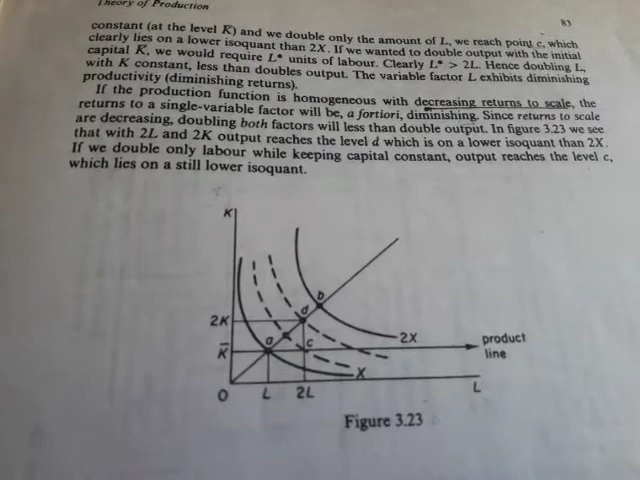 Theory of Production
83
constant (at the level K̄) and we double only the amount of L, we reach point c, which
clearly lies on a lower isoquant than 2X. If we wanted to double output with the initial
capital K̄, we would require L* units of labour. Clearly L* > 2L. Hence doubling L,
with K constant, less than doubles output. The variable factor L exhibits diminishing
productivity (diminishing returns).
If the production function is homogeneous with decreasing returns to scale, the
returns to a single-variable factor will be, a fortiori, diminishing. Since returns to scale
are decreasing, doubling both factors will less than double output. In figure 3.23 we see
that with 2L and 2K output reaches the level d which is on a lower isoquant than 2X.
If we double only labour while keeping capital constant, output reaches the level c,
which lies on a still lower isoquant.
K
b
d
2K
2X
product
a
c
K̄
line
X
O
L
2L
L
Figure 3.23